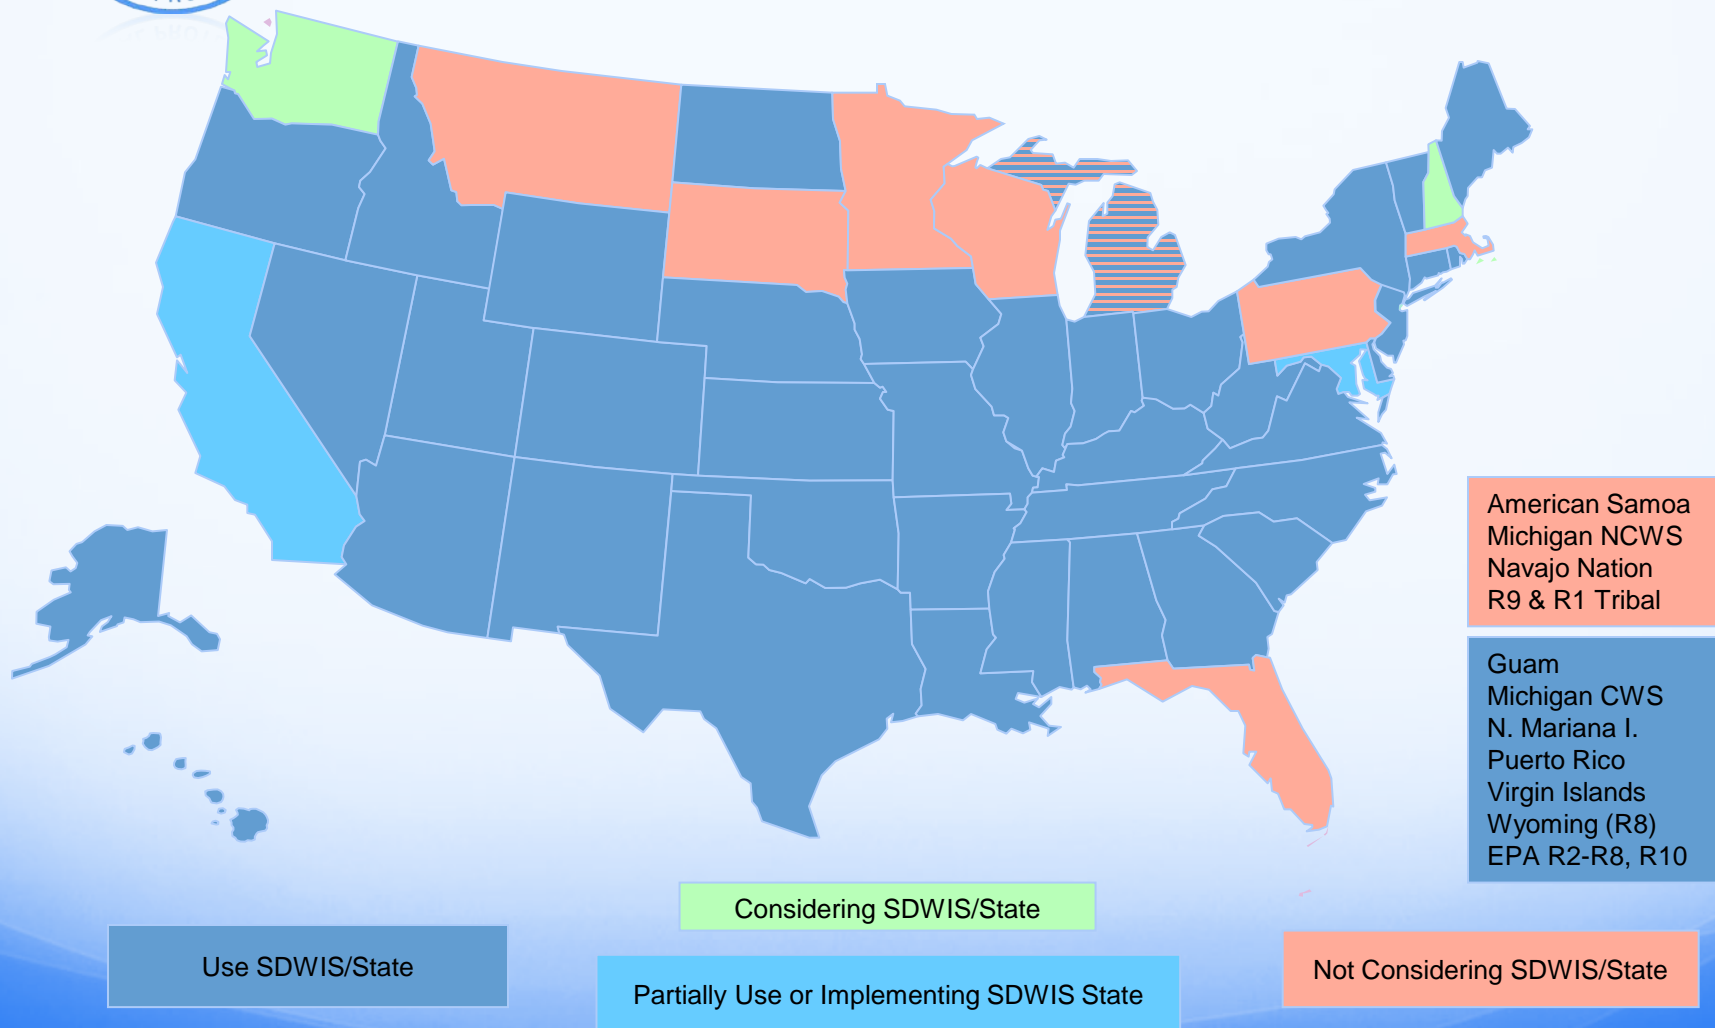 American Samoa
Michigan NCWS
Navajo Nation
R9 & R1 Tribal
Guam
Michigan CWS
N. Mariana I.
Puerto Rico
Virgin Islands
Wyoming (R8)
EPA R2-R8, R10
Considering SDWIS/State
Use SDWIS/State
Partially Use or Implementing SDWIS State
Not Considering SDWIS/State